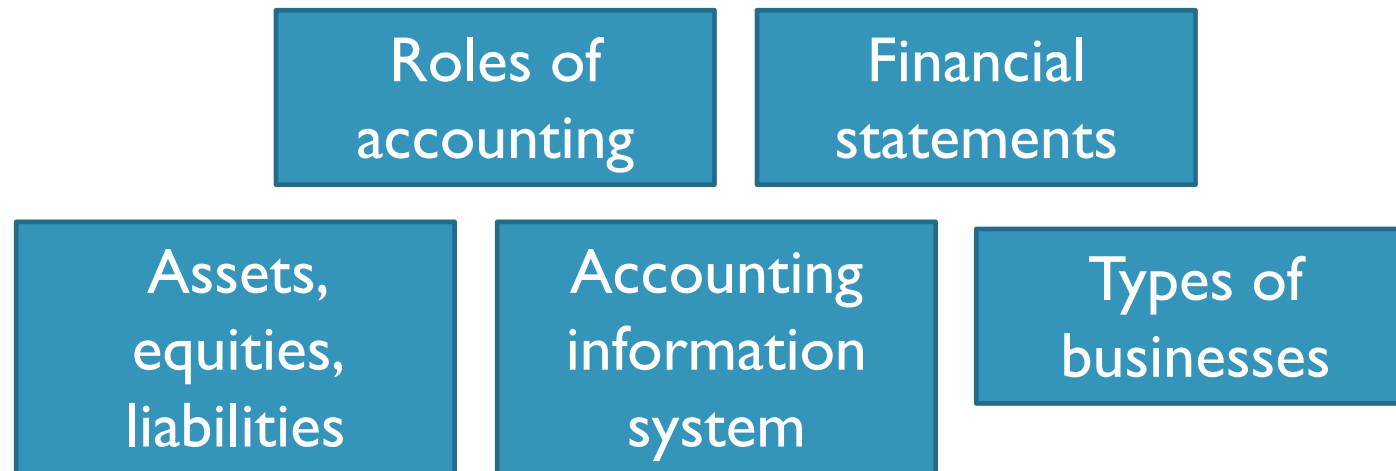 Roles of
accounting
Financial
statements
Assets,
equities,
liabilities
Accounting
information
system
Types of
businesses